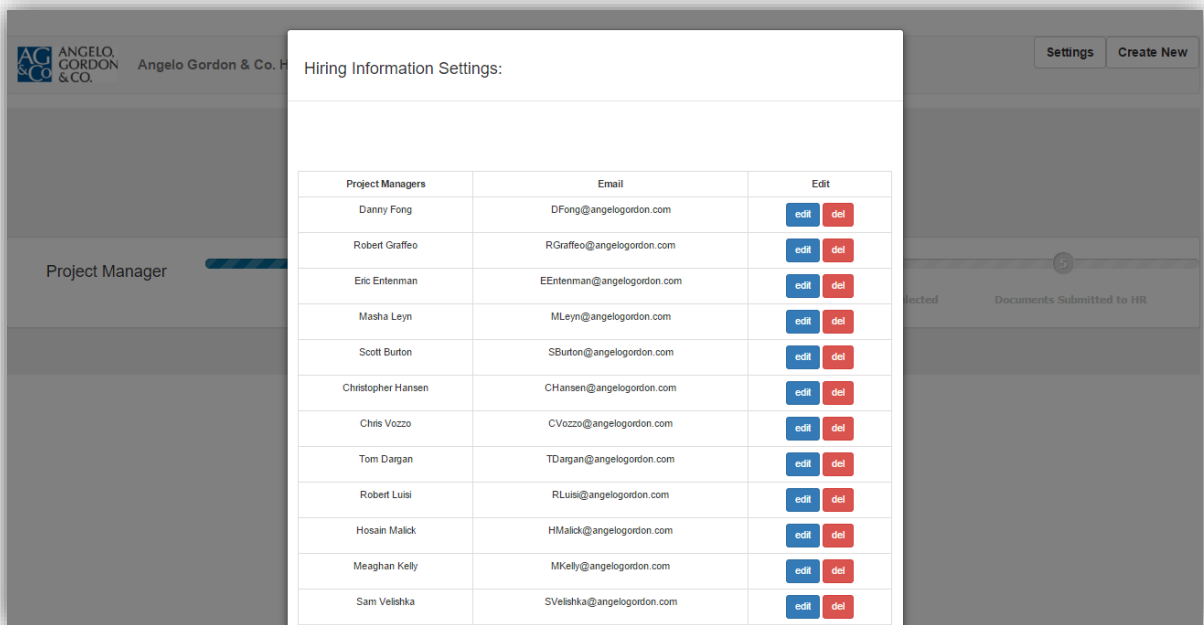 AG
&CO
ANGELO,
GORDON
& CO.
Angelo Gordon & Co. H
Settings
Create New
Hiring Information Settings:
Project Managers Email Edit
Danny Fong DFong@angelogordon.com edit del
Robert Graffeo RGraffeo@angelogordon.com edit del
Eric Entenman EEntenman@angelogordon.com edit del
Masha Leyn MLeyn@angelogordon.com edit del
Scott Burton SBurton@angelogordon.com edit del
Christopher Hansen CHansen@angelogordon.com edit del
Chris Vozzo CVozzo@angelogordon.com edit del
Tom Dargan TDargan@angelogordon.com edit del
Robert Luisi RLuisi@angelogordon.com edit del
Hosain Malick HMalick@angelogordon.com edit del
Meaghan Kelly MKelly@angelogordon.com edit del
Sam Velishka SVelishka@angelogordon.com edit del
Project Manager
5
lected
Documents Submitted to HR